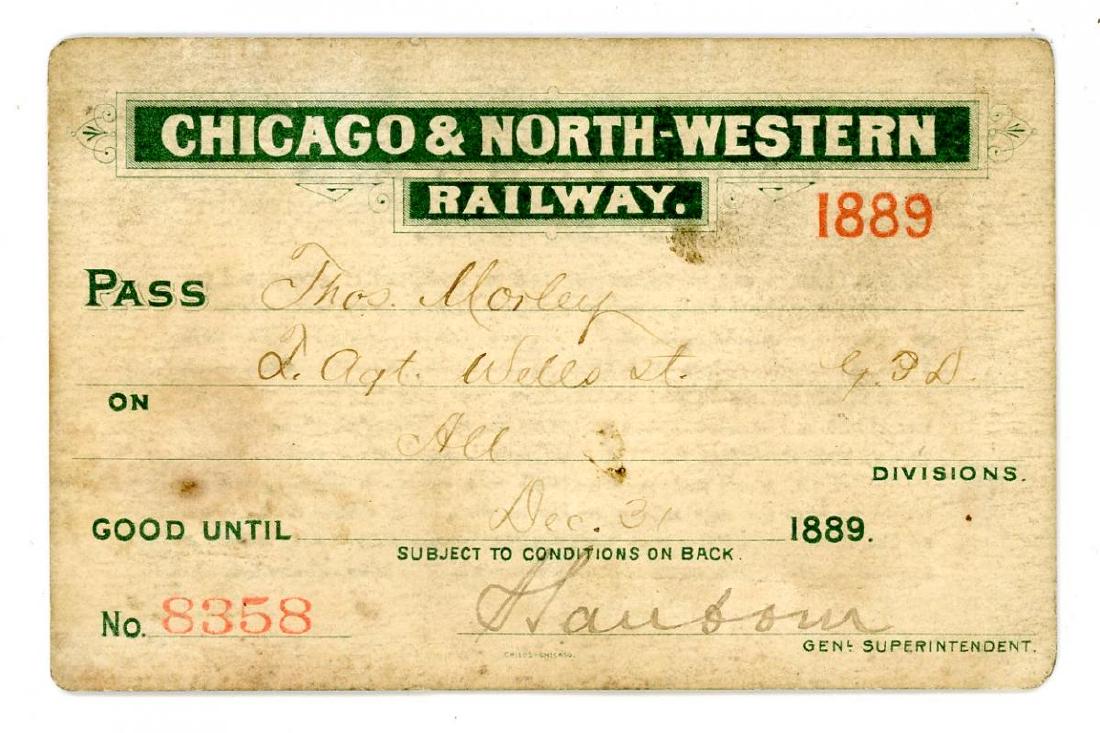 CHICAGO & NORTH-WESTERN
RAILWAY.
1889
PASS Thos. Morley
T. Agt. Wells st. G. P. D.
ON
All
DIVISIONS.
GOOD UNTIL Dec. 31 1889.
SUBJECT TO CONDITIONS ON BACK.
No. 8358
GENL SUPERINTENDENT.